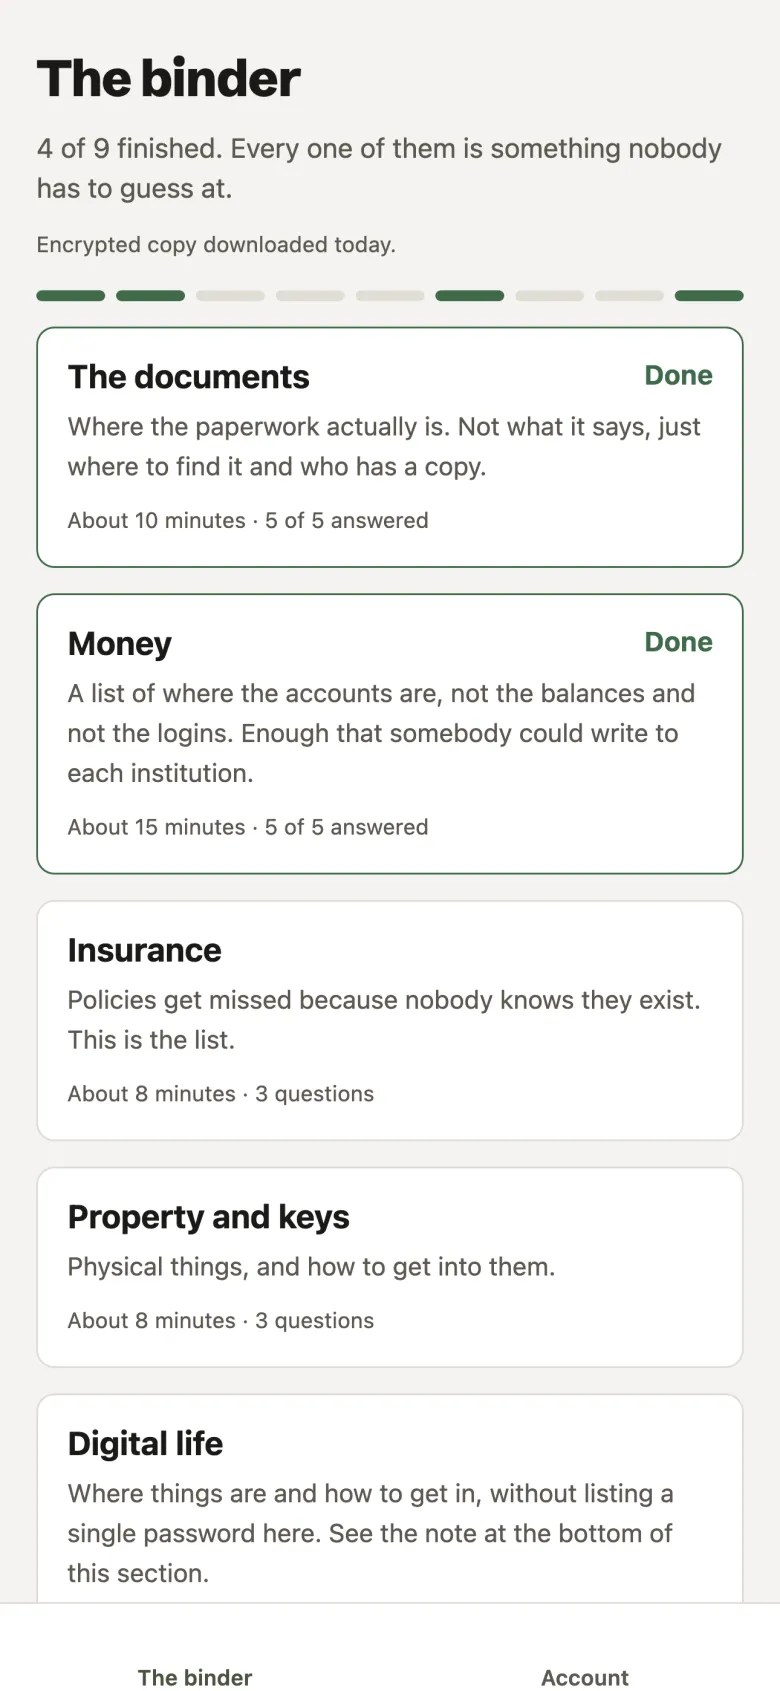 The binder
4 of 9 finished. Every one of them is something nobody
has to guess at.
Encrypted copy downloaded today.
The documents
Done
Where the paperwork actually is. Not what it says, just
where to find it and who has a copy.
About 10 minutes · 5 of 5 answered
Money
Done
A list of where the accounts are, not the balances and
not the logins. Enough that somebody could write to
each institution.
About 15 minutes · 5 of 5 answered
Insurance
Policies get missed because nobody knows they exist.
This is the list.
About 8 minutes · 3 questions
Property and keys
Physical things, and how to get into them.
About 8 minutes · 3 questions
Digital life
Where things are and how to get in, without listing a
single password here. See the note at the bottom of
this section.
The binder
Account